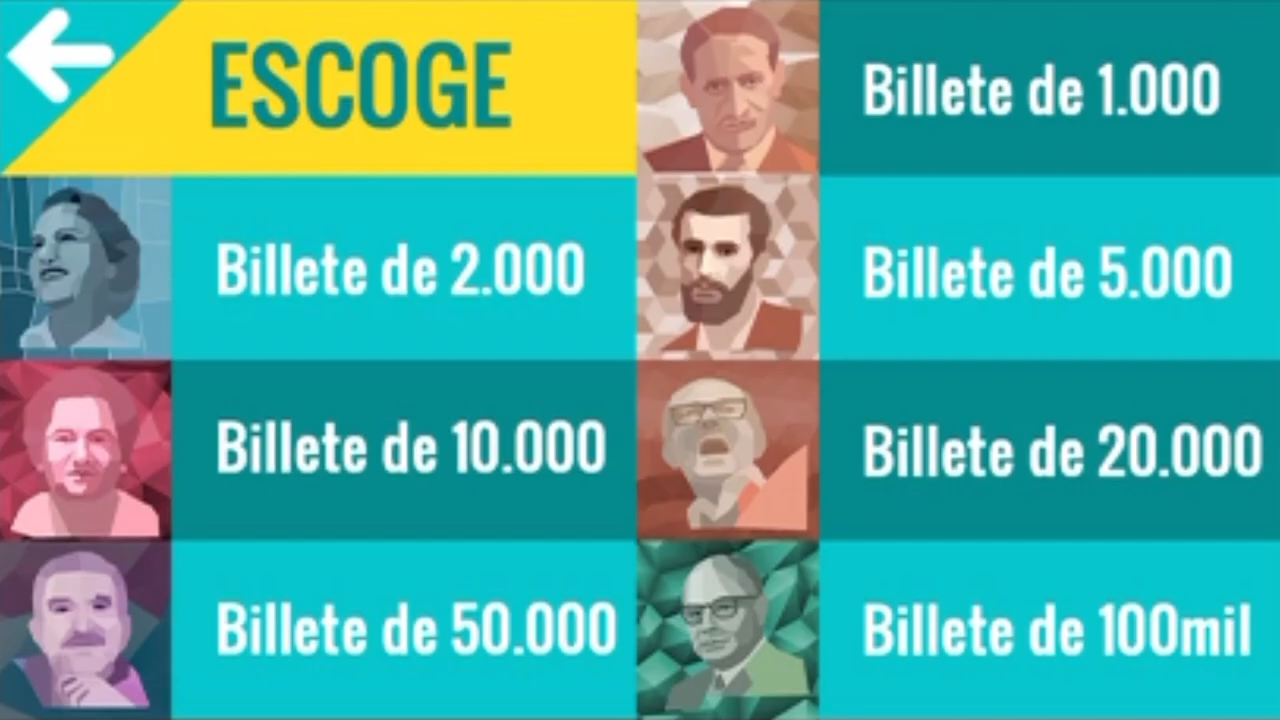 ESCOGE
Billete de 1.000
Billete de 2.000
Billete de 5.000
Billete de 10.000
Billete de 20.000
Billete de 50.000
Billete de 100mil